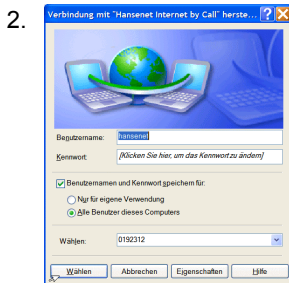 2.
Verbindung mit "Hansenet Internet by Call" herste...
Benutzername: hansenet
Kennwort: [Klicken Sie hier, um das Kennwort zu ändern]
Benutzernamen und Kennwort speichern für:
Nur für eigene Verwendung
Alle Benutzer dieses Computers
Wählen: 0192312
Wählen Abbrechen Eigenschaften Hilfe